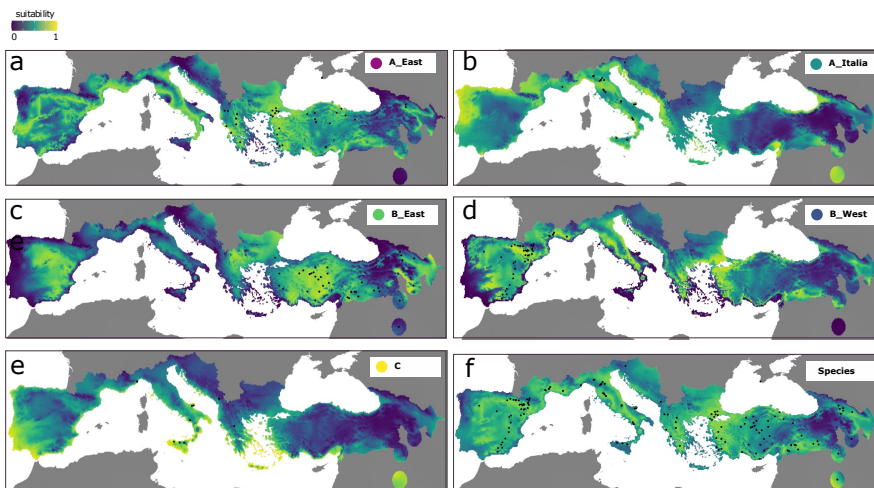 suitability
0 1
a
A_East
b
A_Italia
c
B_East
e
d
B_West
e
C
f
Species